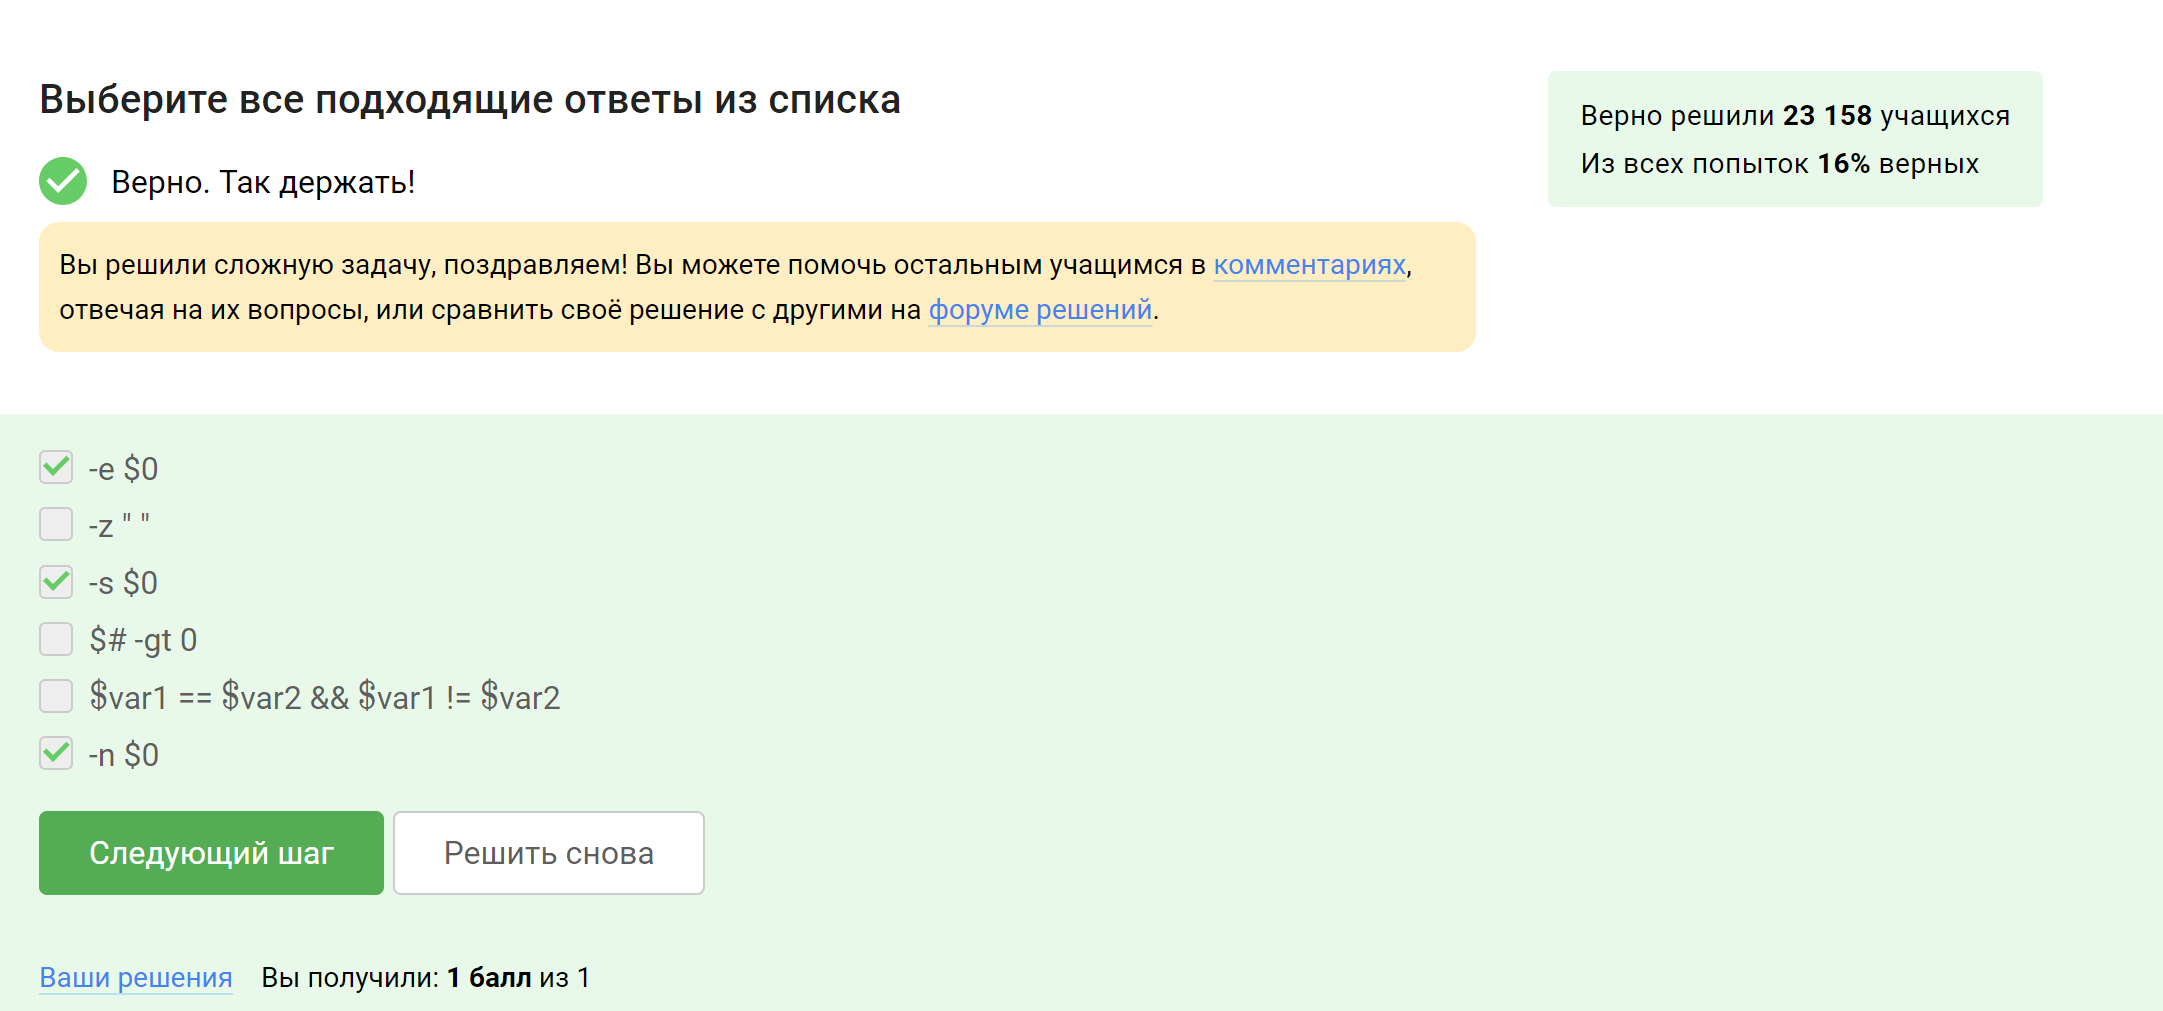 Выберите все подходящие ответы из списка
Верно. Так держать!
Вы решили сложную задачу, поздравляем! Вы можете помочь остальным учащимся в комментариях,
отвечая на их вопросы, или сравнить своё решение с другими на форуме решений.
Верно решили 23 158 учащихся
Из всех попыток 16% верных
-e $0
-z " "
-s $0
$# -gt 0
$var1 == $var2 && $var1 != $var2
-n $0
Следующий шаг
Решить снова
Ваши решения
Вы получили: 1 балл из 1